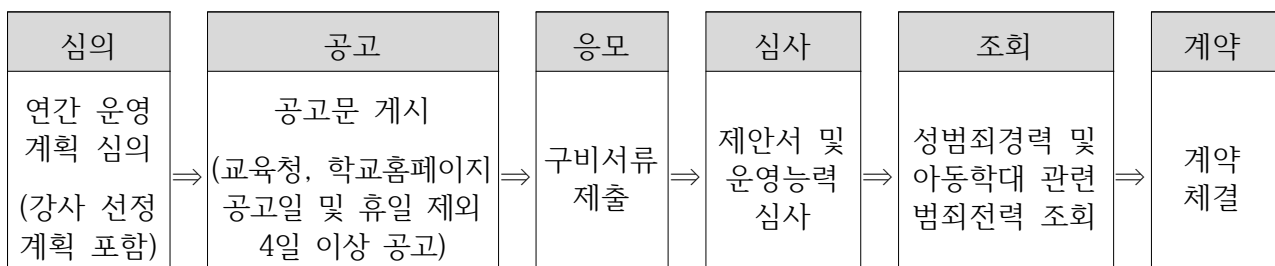 심의
연간 운영
계획 심의
(강사 선정
계획 포함)
⇒
공고
공고문 게시
(교육청, 학교홈페이지
공고일 및 휴일 제외
4일 이상 공고)
⇒
응모
구비서류
제출
⇒
심사
제안서 및
운영능력
심사
⇒
조회
성범죄경력 및
아동학대 관련
범죄전력 조회
⇒
계약
계약
체결